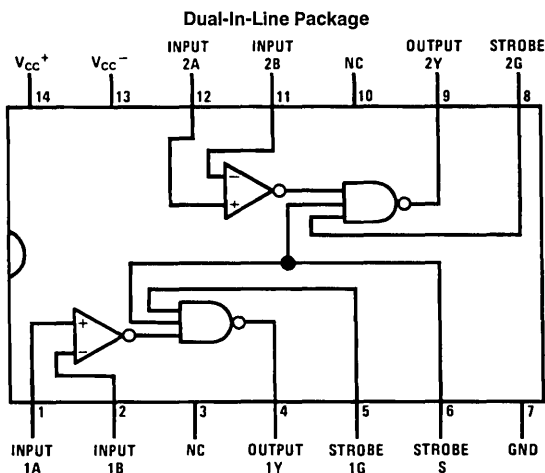 Dual-In-Line Package
INPUT INPUT OUTPUT STROBE
VCC+ VCC− 2A 2B NC 2Y 2G
14 13 12 11 10 9 8
−
+
+
−
1 2 3 4 5 6 7
INPUT INPUT NC OUTPUT STROBE STROBE GND
1A 1B 1Y 1G S